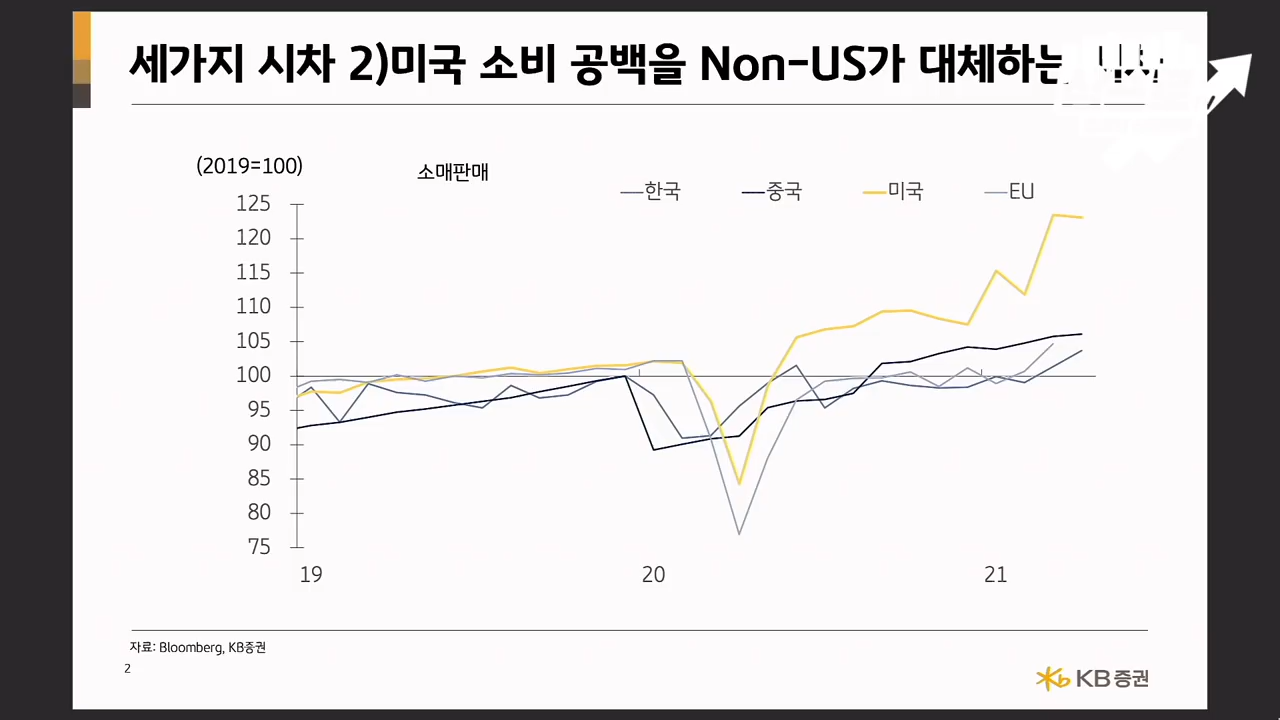 세가지 시차 2)미국 소비 공백을 Non-US가 대체하는
(2019=100)
소매판매
한국 중국 미국 EU
125
120
115
110
105
100
95
90
85
80
75
19 20 21
자료: Bloomberg, KB증권
2
KB증권